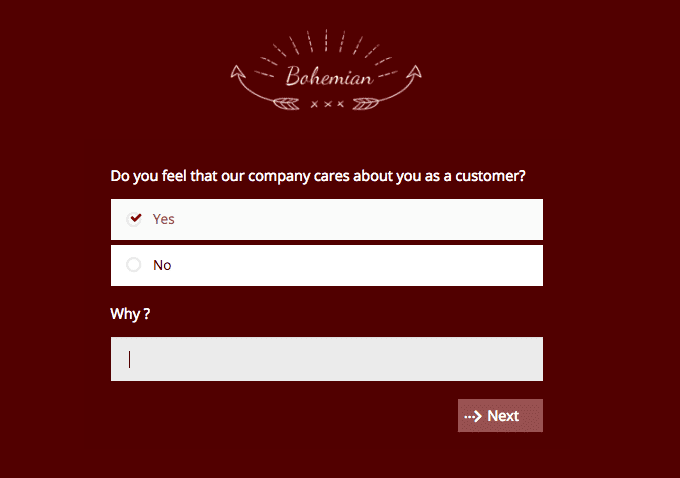 Bohemian
x x x
Do you feel that our company cares about you as a customer?
Yes
No
Why ?
Next